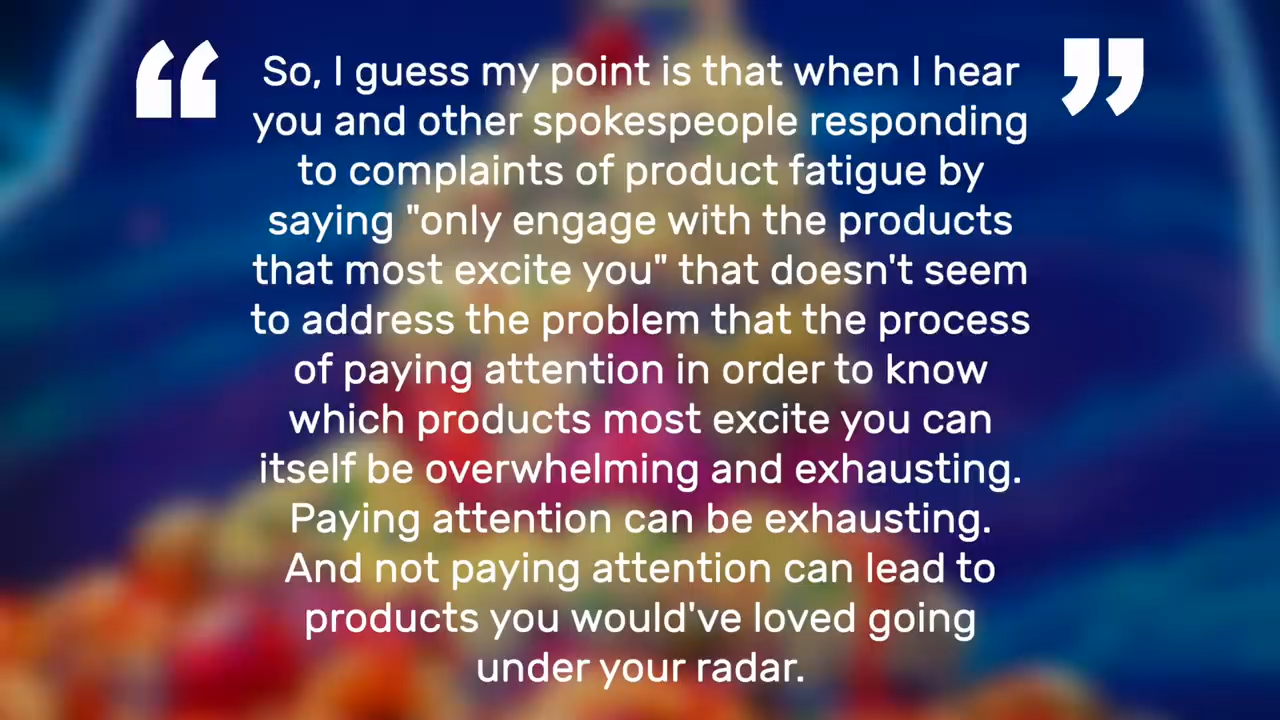 “ So, I guess my point is that when I hear ”
you and other spokespeople responding
to complaints of product fatigue by
saying "only engage with the products
that most excite you" that doesn't seem
to address the problem that the process
of paying attention in order to know
which products most excite you can
itself be overwhelming and exhausting.
Paying attention can be exhausting.
And not paying attention can lead to
products you would've loved going
under your radar.